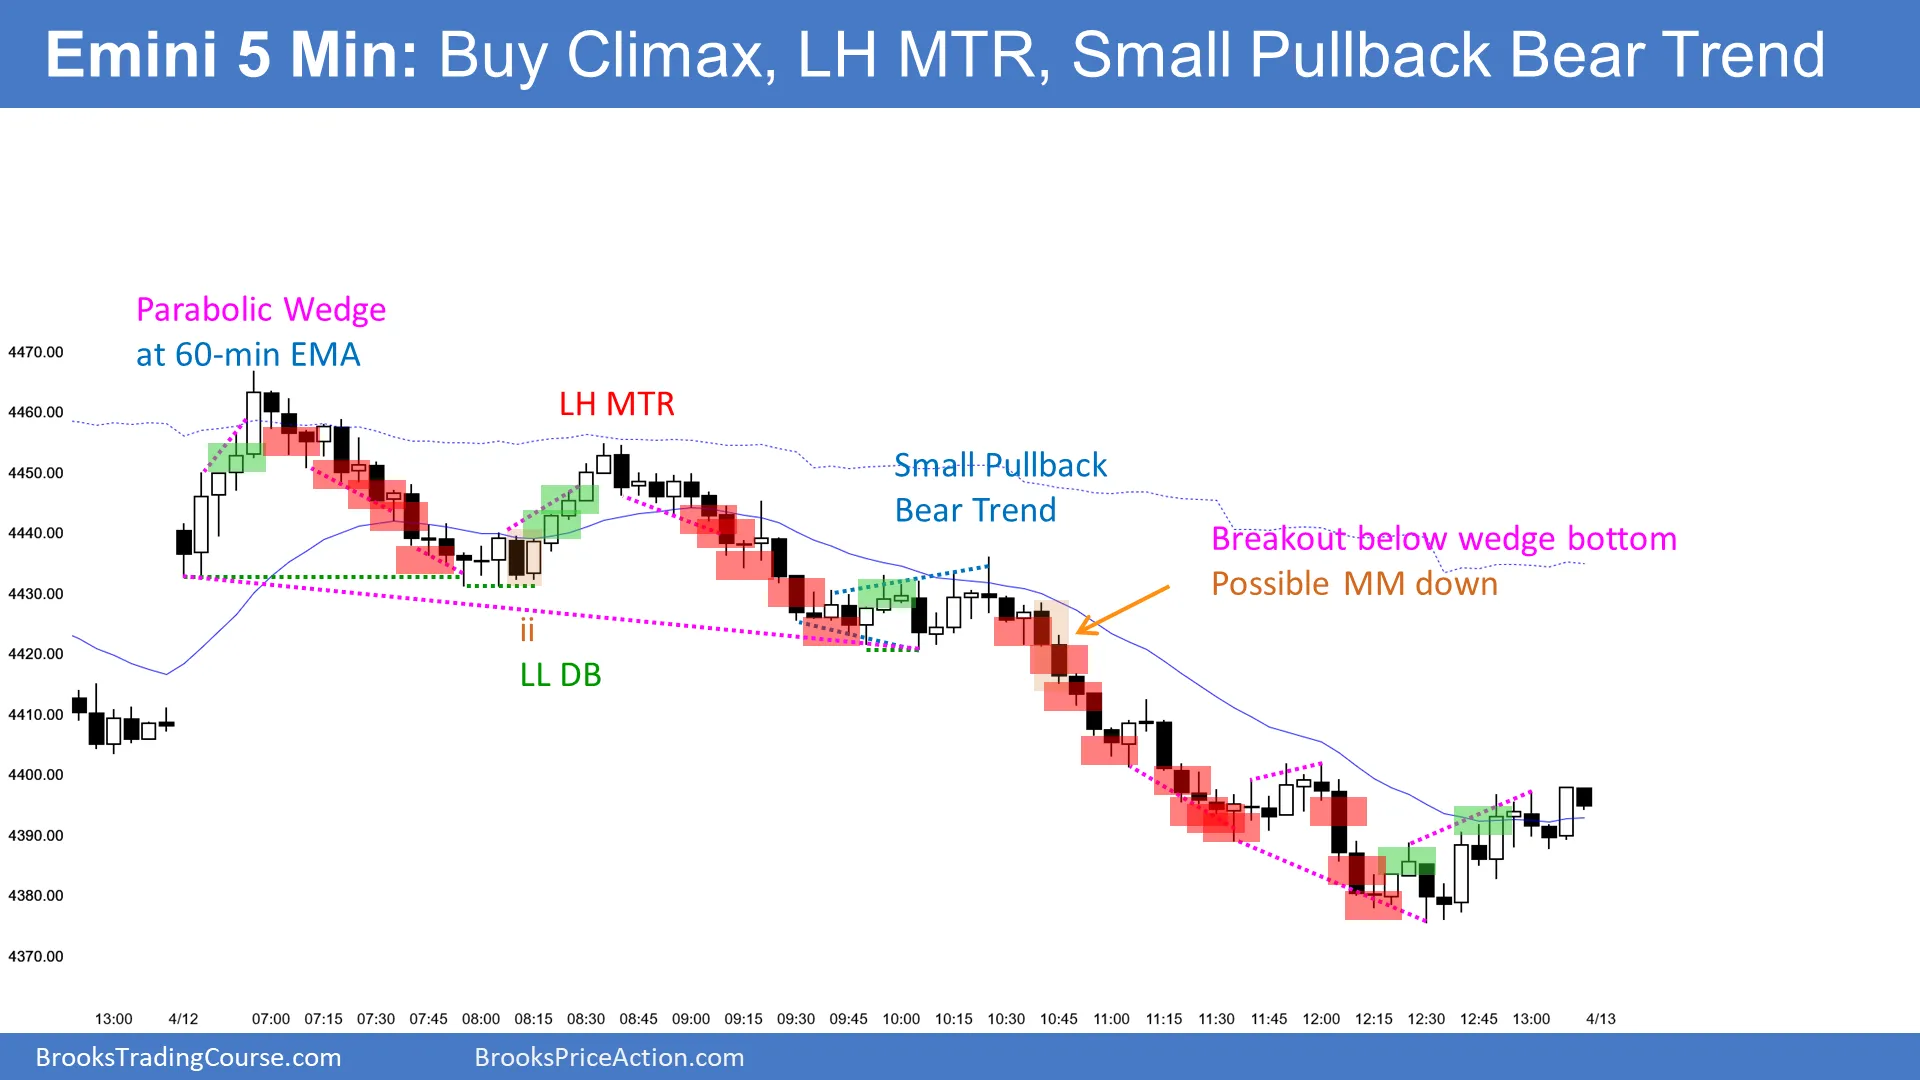 Emini 5 Min: Buy Climax, LH MTR, Small Pullback Bear Trend
Parabolic Wedge
at 60-min EMA
LH MTR
Small Pullback
Bear Trend
Breakout below wedge bottom
Possible MM down
ii
LL DB
4470.00
4460.00
4450.00
4440.00
4430.00
4420.00
4410.00
4400.00
4390.00
4380.00
4370.00
13:00 4/12 07:00 07:15 07:30 07:45 08:00 08:15 08:30 08:45 09:00 09:15 09:30 09:45 10:00 10:15 10:30 10:45 11:00 11:15 11:30 11:45 12:00 12:15 12:30 12:45 13:00 4/13
BrooksTradingCourse.com BrooksPriceAction.com